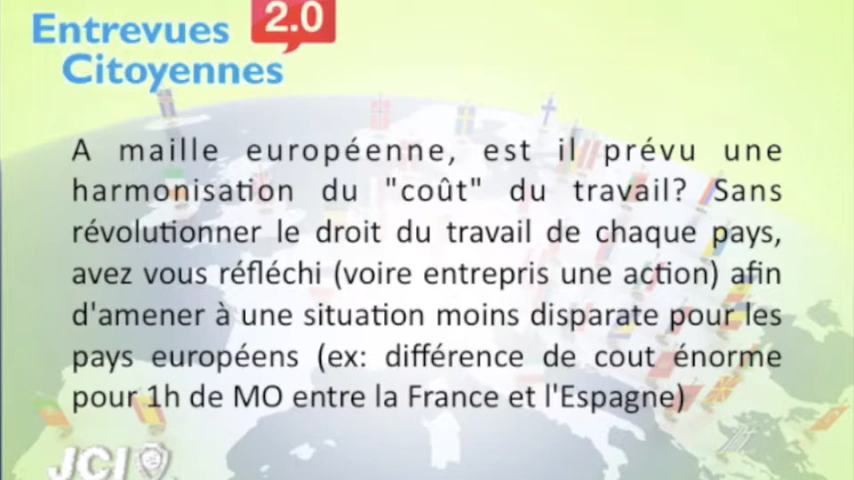 Entrevues 2.0
Citoyennes
A maille européenne, est il prévu une
harmonisation du "coût" du travail? Sans
révolutionner le droit du travail de chaque pays,
avez vous réfléchi (voire entrepris une action) afin
d'amener à une situation moins disparate pour les
pays européens (ex: différence de cout énorme
pour 1h de MO entre la France et l'Espagne)
JCI